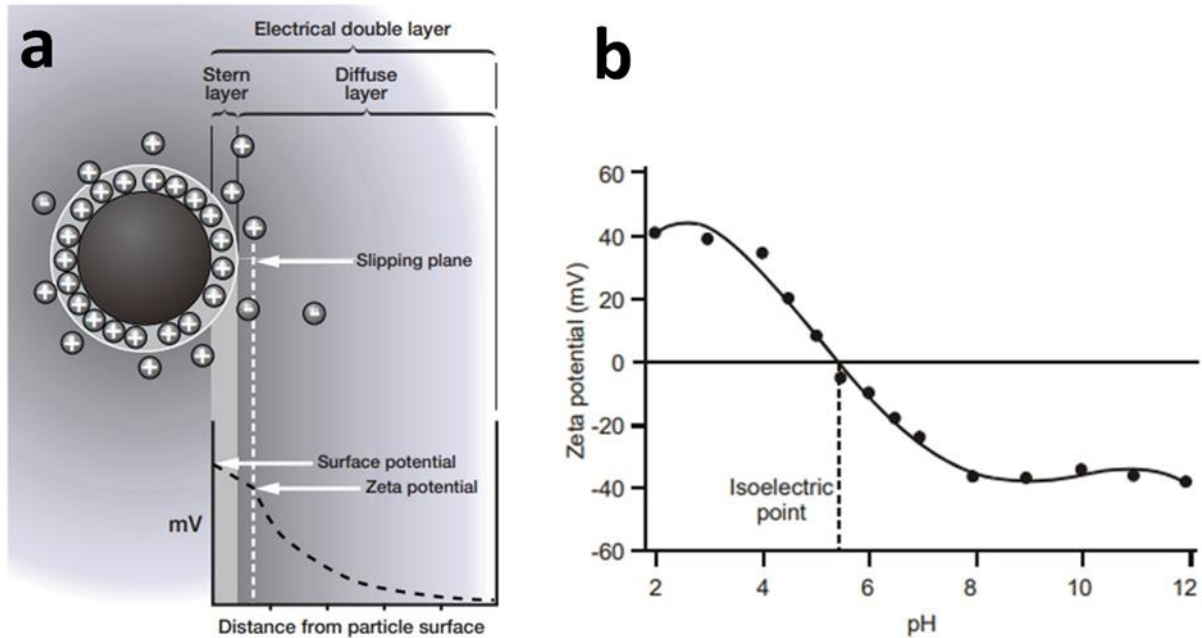 a
Electrical double layer
Stern
layer
Diffuse
layer
Slipping plane
Surface potential
Zeta potential
mV
Distance from particle surface
b
Zeta potential (mV)
60
40
20
0
-20
-40
-60
Isoelectric
point
2
4
6
8
10
12
pH